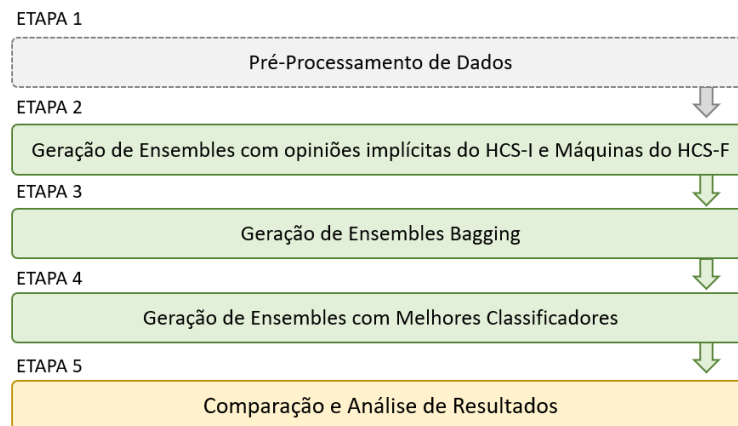 ETAPA 1
Pré-Processamento de Dados
ETAPA 2
Geração de Ensembles com opiniões implícitas do HCS-I e Máquinas do HCS-F
ETAPA 3
Geração de Ensembles Bagging
ETAPA 4
Geração de Ensembles com Melhores Classificadores
ETAPA 5
Comparação e Análise de Resultados